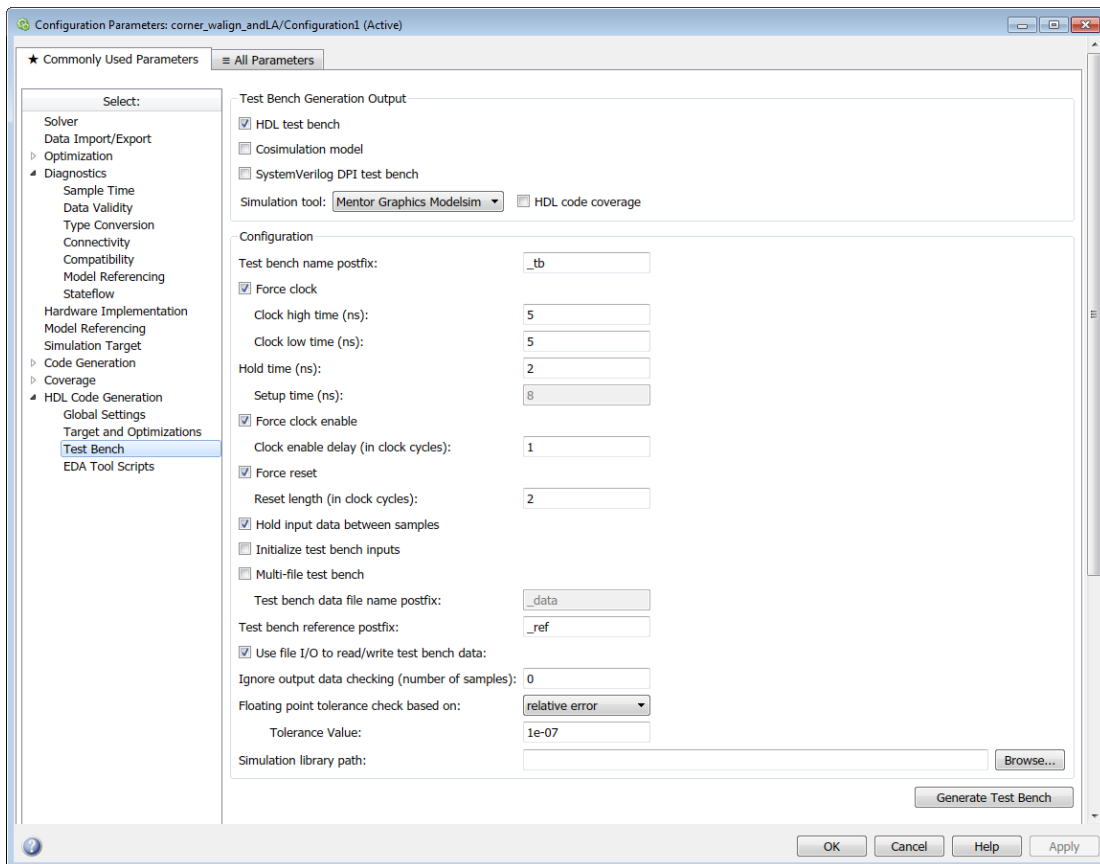 Configuration Parameters: corner_walign_andLA/Configuration1 (Active)
★ Commonly Used Parameters
≡ All Parameters
Select:
Solver
Data Import/Export
Optimization
Diagnostics
Sample Time
Data Validity
Type Conversion
Connectivity
Compatibility
Model Referencing
Stateflow
Hardware Implementation
Model Referencing
Simulation Target
Code Generation
Coverage
HDL Code Generation
Global Settings
Target and Optimizations
Test Bench
EDA Tool Scripts
Test Bench Generation Output
HDL test bench
Cosimulation model
SystemVerilog DPI test bench
Simulation tool: Mentor Graphics Modelsim HDL code coverage
Configuration
Test bench name postfix: _tb
Force clock
Clock high time (ns): 5
Clock low time (ns): 5
Hold time (ns): 2
Setup time (ns): 8
Force clock enable
Clock enable delay (in clock cycles): 1
Force reset
Reset length (in clock cycles): 2
Hold input data between samples
Initialize test bench inputs
Multi-file test bench
Test bench data file name postfix: _data
Test bench reference postfix: _ref
Use file I/O to read/write test bench data:
Ignore output data checking (number of samples): 0
Floating point tolerance check based on: relative error
Tolerance Value: 1e-07
Simulation library path: Browse...
Generate Test Bench
OK Cancel Help Apply